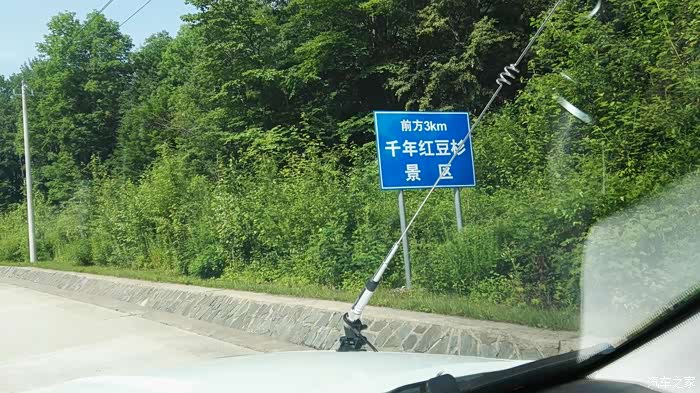 前方3km
千年红豆杉
景 区
汽车之家